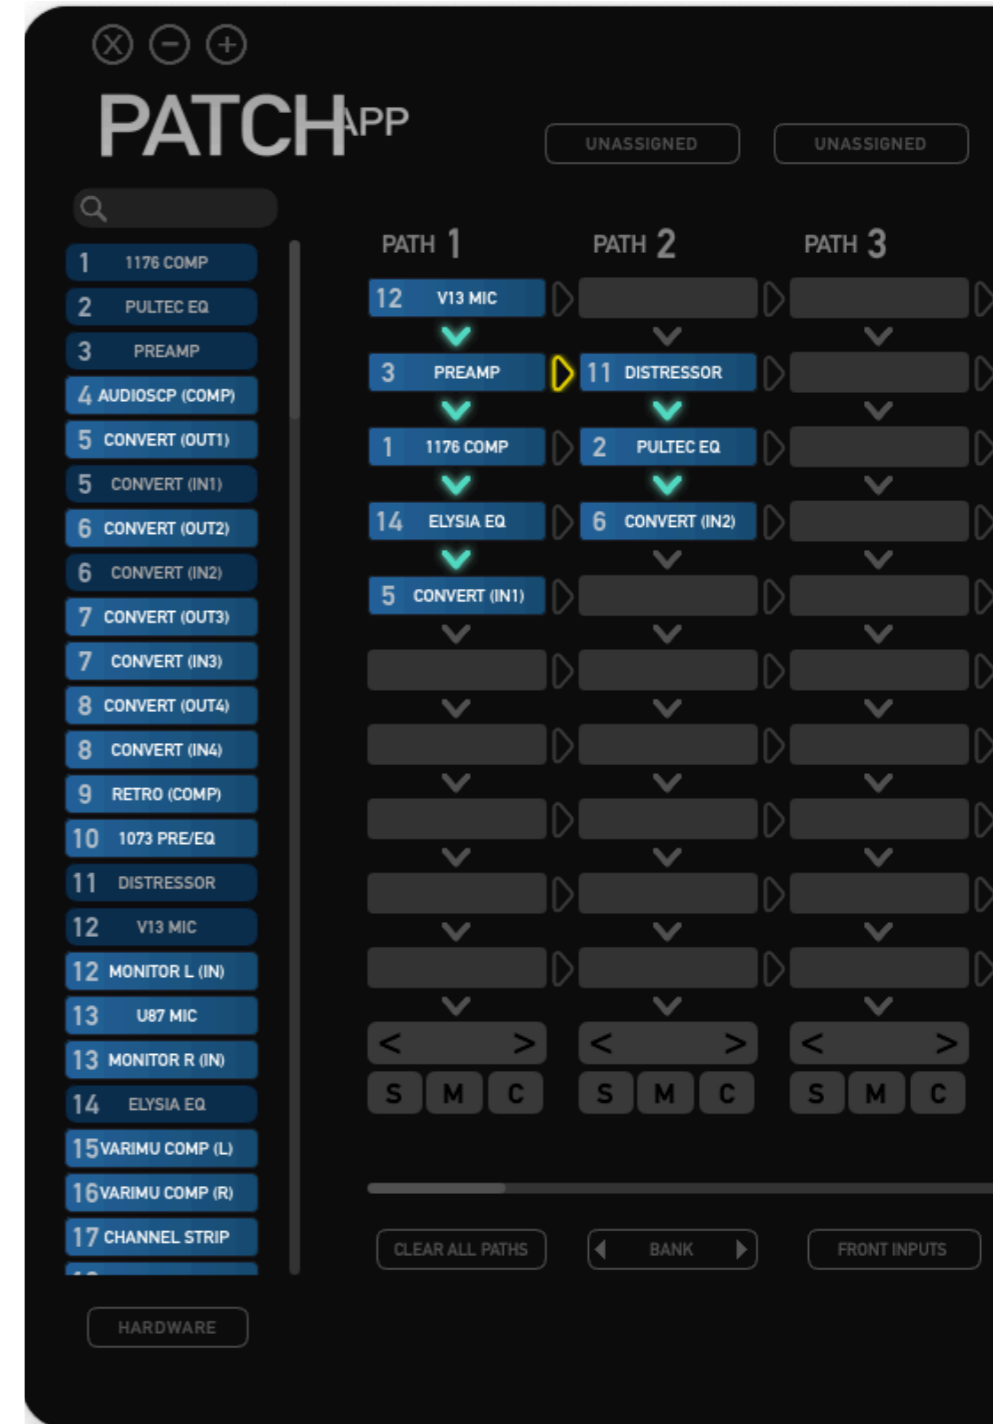 PATCH APP
UNASSIGNED UNASSIGNED
PATH 1 PATH 2 PATH 3
1 1176 COMP
2 PULTEC EQ
3 PREAMP
4 AUDIOSCP (COMP)
5 CONVERT (OUT1)
5 CONVERT (IN1)
6 CONVERT (OUT2)
6 CONVERT (IN2)
7 CONVERT (OUT3)
7 CONVERT (IN3)
8 CONVERT (OUT4)
8 CONVERT (IN4)
9 RETRO (COMP)
10 1073 PRE/EQ
11 DISTRESSOR
12 V13 MIC
12 MONITOR L (IN)
13 U87 MIC
13 MONITOR R (IN)
14 ELYSIA EQ
15 VARIMU COMP (L)
16 VARIMU COMP (R)
17 CHANNEL STRIP
HARDWARE
12 V13 MIC
3 PREAMP
1 1176 COMP
14 ELYSIA EQ
5 CONVERT (IN1)
11 DISTRESSOR
2 PULTEC EQ
6 CONVERT (IN2)
< > < > < >
S M C S M C S M C
CLEAR ALL PATHS BANK FRONT INPUTS